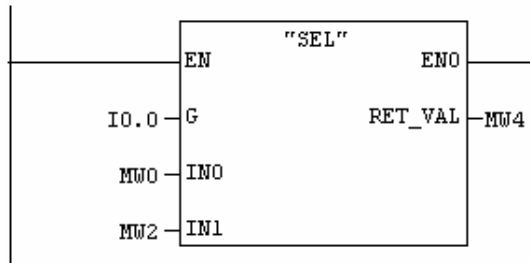 "SEL"
EN ENO
I0.0 G RET_VAL MW4
MW0 IN0
MW2 IN1